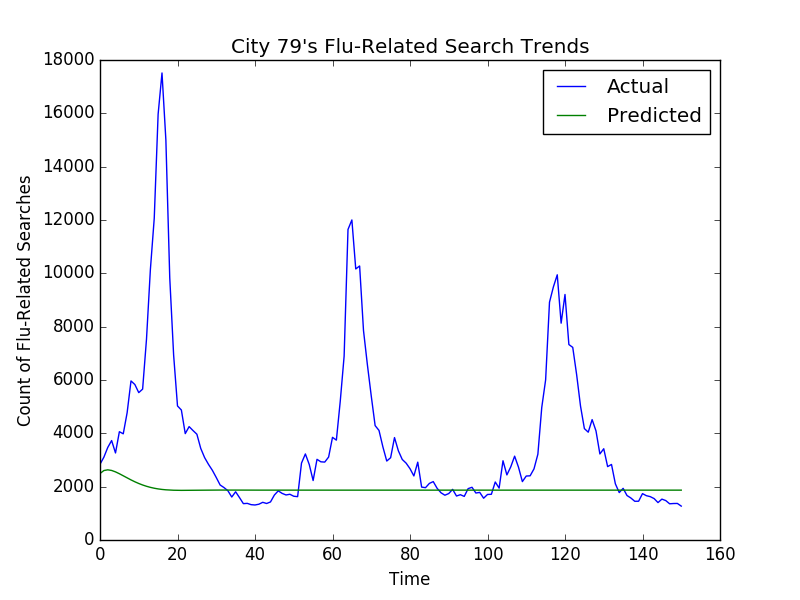 City 79's Flu-Related Search Trends
Actual
Predicted
Count of Flu-Related Searches
18000
16000
14000
12000
10000
8000
6000
4000
2000
0
0 20 40 60 80 100 120 140 160
Time